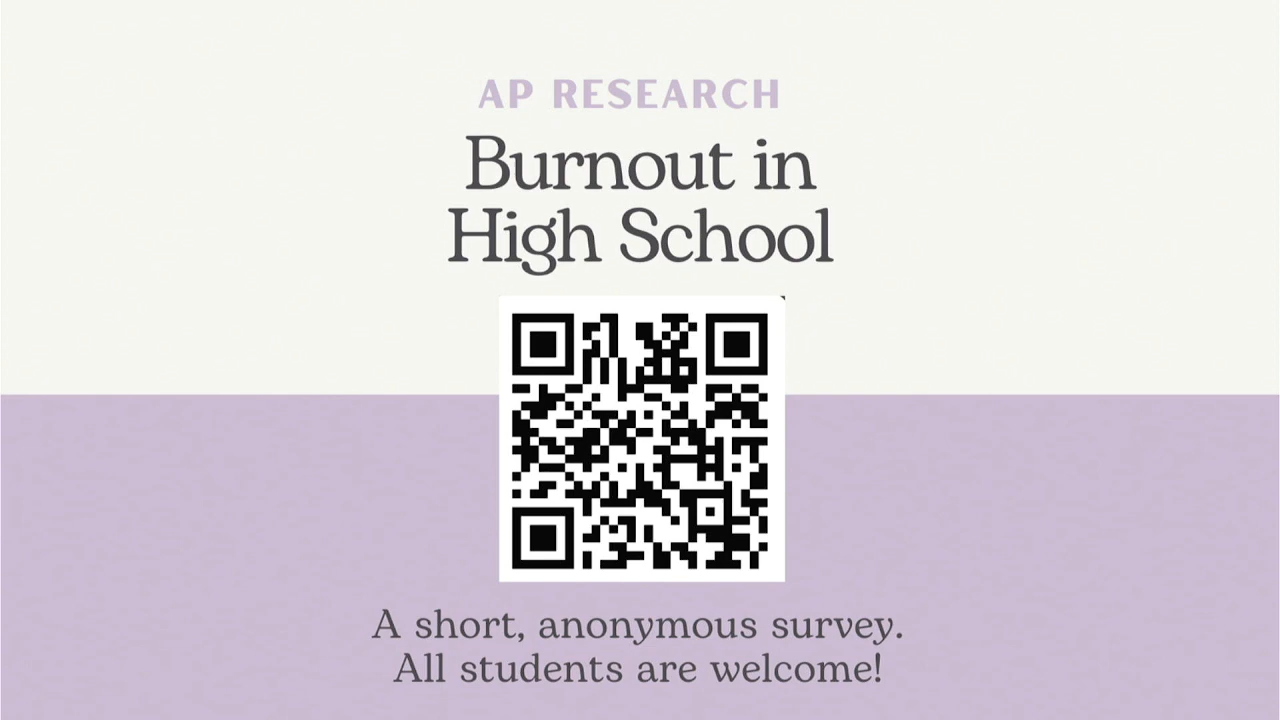 AP RESEARCH
Burnout in
High School
A short, anonymous survey.
All students are welcome!